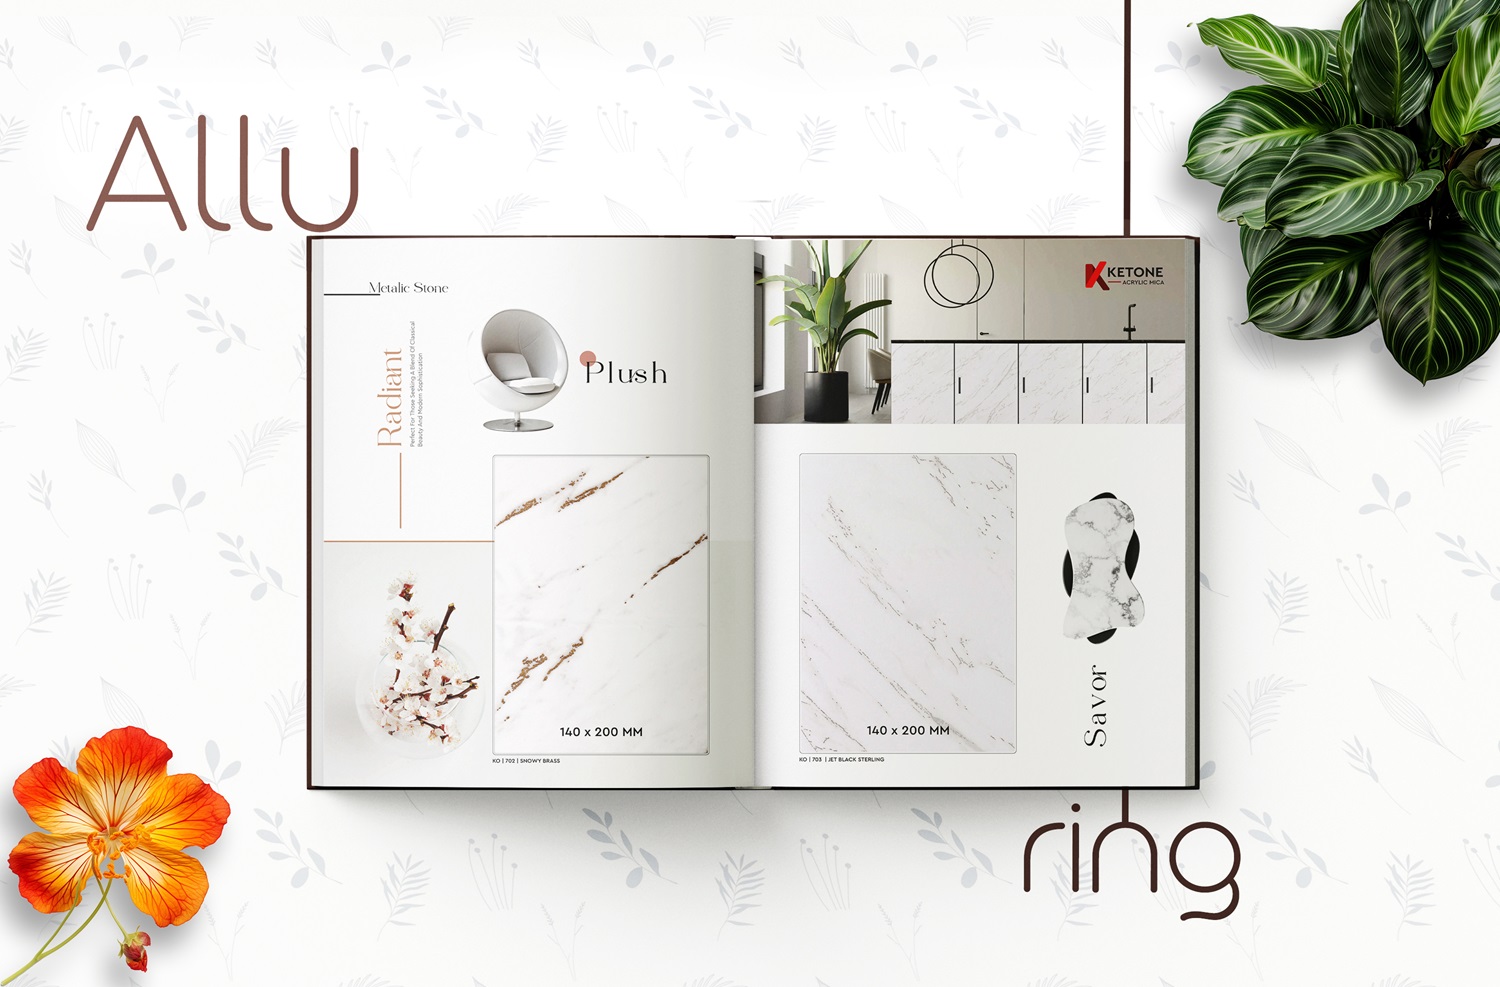 Allu
Metalic Stone
Radiant
Perfect For Those Seeking A Blend Of Classical
Beauty And Modern Sophistication
Plush
140 x 200 MM
KO | 702 | SNOWY BRASS
KETONE
ACRYLIC MICA
140 x 200 MM
KO | 703 | JET BLACK STERLING
Savor
ring